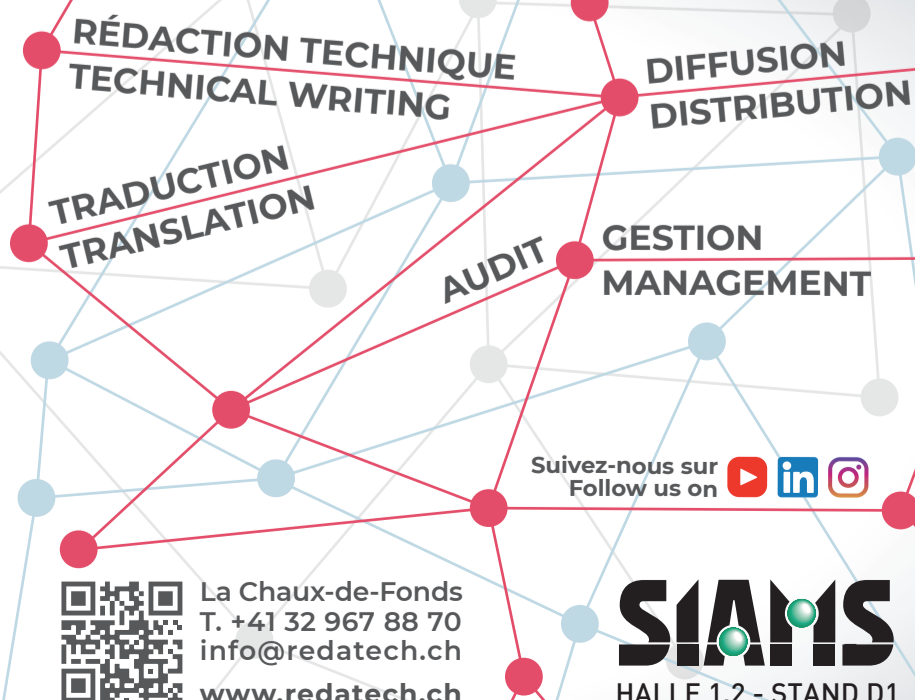 RÉDACTION TECHNIQUE
TECHNICAL WRITING
DIFFUSION
DISTRIBUTION
TRADUCTION
TRANSLATION
AUDIT
GESTION
MANAGEMENT
Suivez-nous sur
Follow us on
in
La Chaux-de-Fonds
T. +41 32 967 88 70
info@redatech.ch
www.redatech.ch
SIAMS
HALLE 1.2 - STAND D1